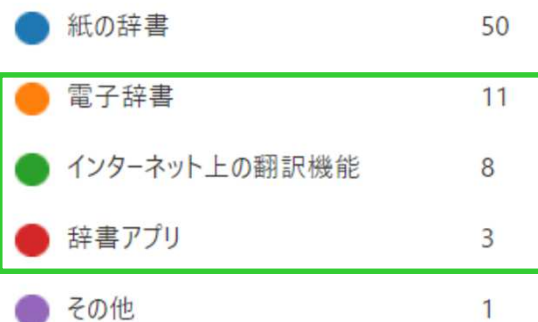 紙の辞書 50
電子辞書 11
インターネット上の翻訳機能 8
辞書アプリ 3
その他 1